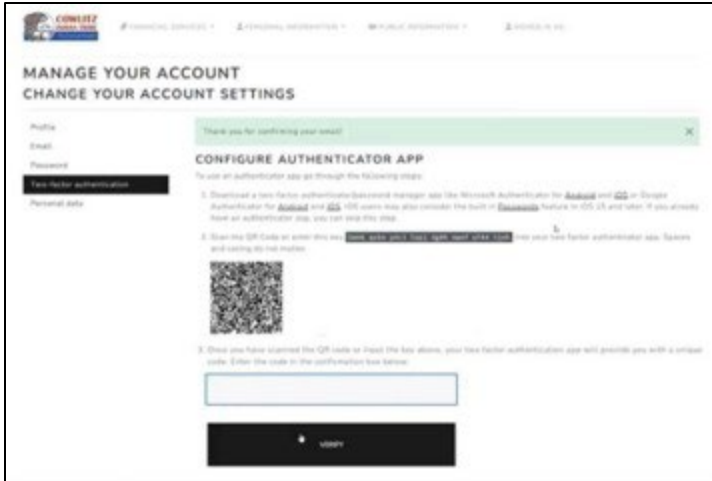 COWLITZ
FINANCIAL SERVICES
PERSONAL INFORMATION
PUBLIC INFORMATION
MANAGE YOUR ACCOUNT
CHANGE YOUR ACCOUNT SETTINGS
Profile
Email
Password
Two-factor authentication
Personal data
Thank you for confirming your email!
CONFIGURE AUTHENTICATOR APP
To use an authenticator app go through the following steps:
1. Download a two-factor authenticator/password manager app like Microsoft Authenticator for Android and iOS or Google
Authenticator for Android and iOS. iOS users may also consider the built in Passwords feature in iOS 15 and later. If you already
have an authenticator app, you can skip this step.
2. Scan the QR Code or enter this key into your two factor authenticator app. Spaces
and casing do not matter.
3. Once you have scanned the QR code or input the key above, your two factor authentication app will provide you with a unique
code. Enter the code in the confirmation box below.
VERIFY